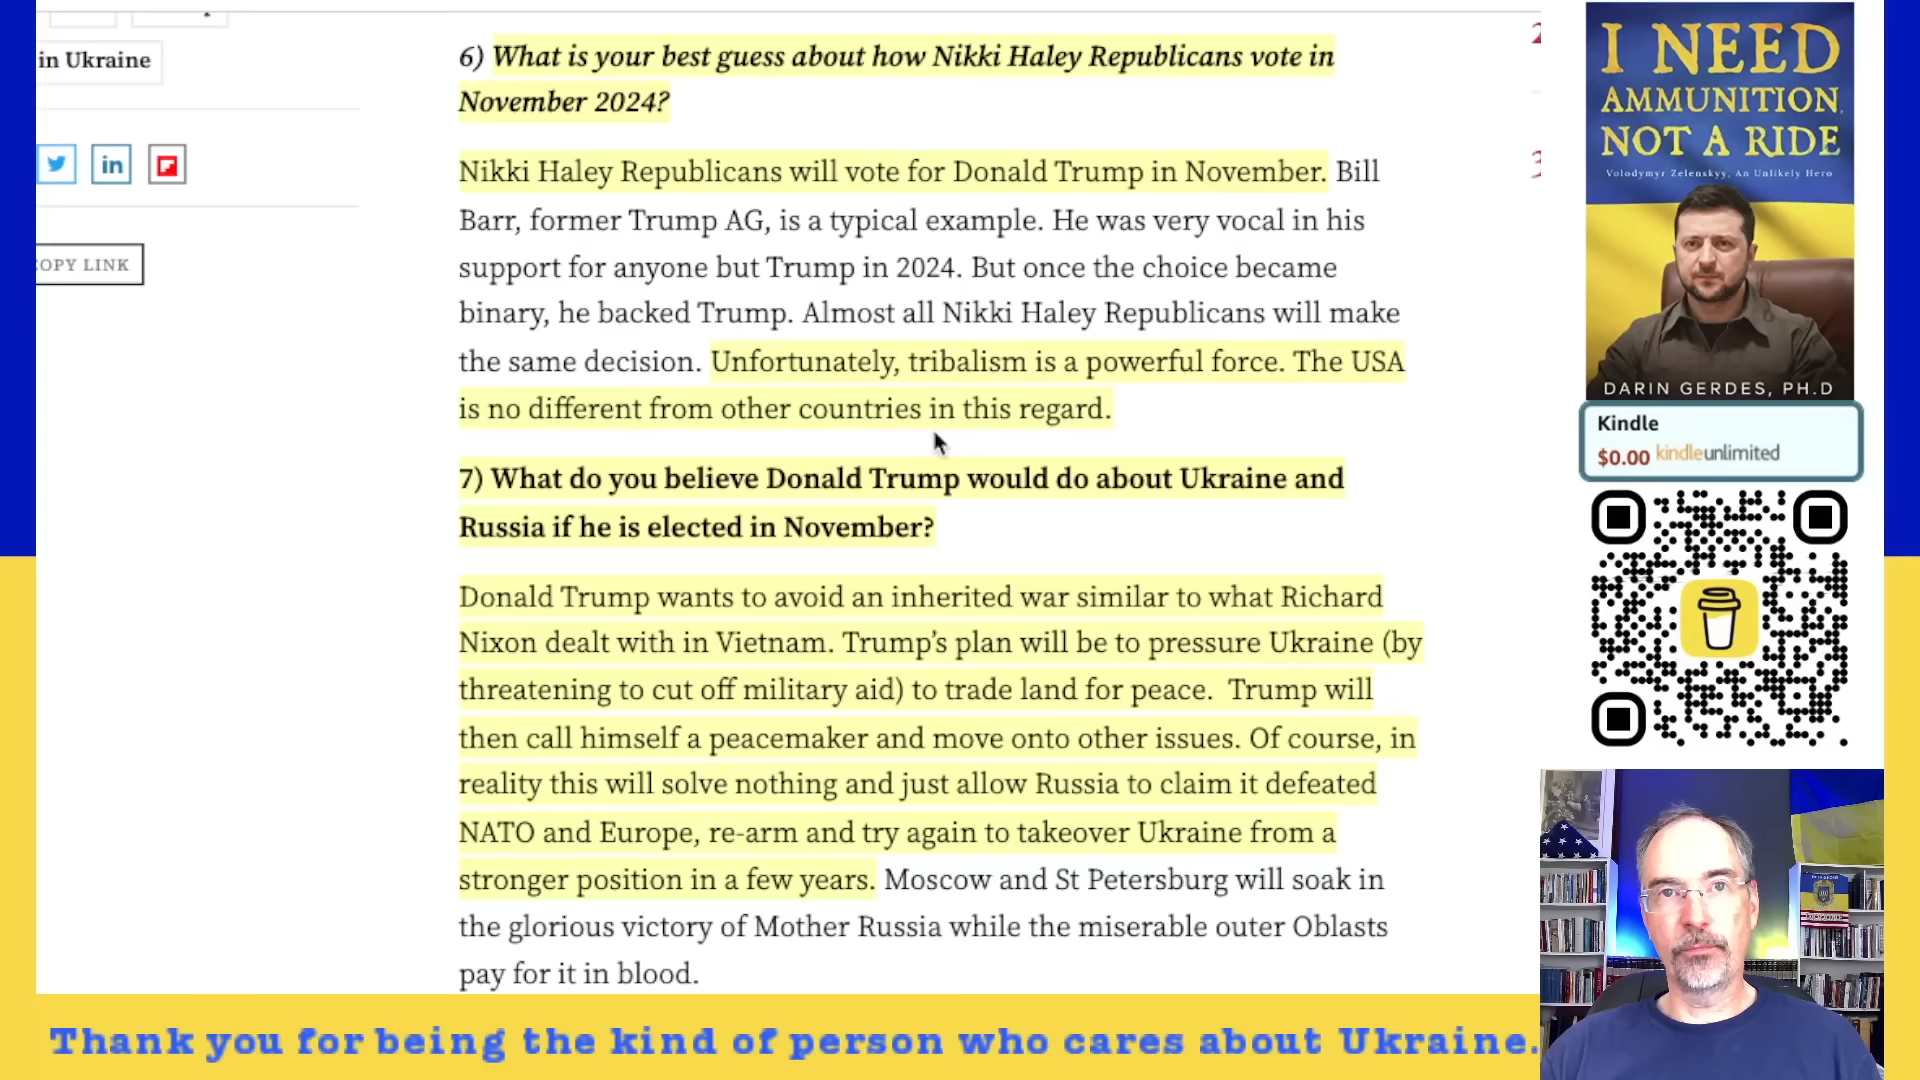 in Ukraine
in
COPY LINK
6) What is your best guess about how Nikki Haley Republicans vote in
November 2024?
Nikki Haley Republicans will vote for Donald Trump in November. Bill
Barr, former Trump AG, is a typical example. He was very vocal in his
support for anyone but Trump in 2024. But once the choice became
binary, he backed Trump. Almost all Nikki Haley Republicans will make
the same decision. Unfortunately, tribalism is a powerful force. The USA
is no different from other countries in this regard.
7) What do you believe Donald Trump would do about Ukraine and
Russia if he is elected in November?
Donald Trump wants to avoid an inherited war similar to what Richard
Nixon dealt with in Vietnam. Trump’s plan will be to pressure Ukraine (by
threatening to cut off military aid) to trade land for peace.  Trump will
then call himself a peacemaker and move onto other issues. Of course, in
reality this will solve nothing and just allow Russia to claim it defeated
NATO and Europe, re-arm and try again to takeover Ukraine from a
stronger position in a few years. Moscow and St Petersburg will soak in
the glorious victory of Mother Russia while the miserable outer Oblasts
pay for it in blood.
2
3
I NEED
AMMUNITION,
NOT A RIDE
Volodymyr Zelenskyy, An Unlikely Hero
DARIN GERDES, PH.D
Kindle
$0.00 kindleunlimited
Thank you for being the kind of person who cares about Ukraine.